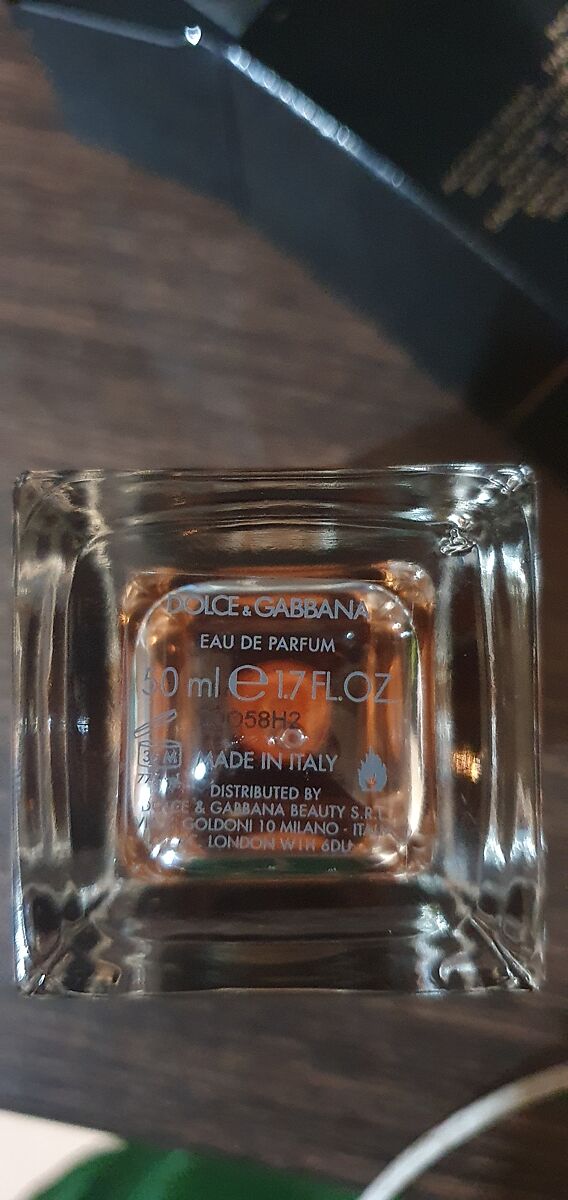 DOLCE & GABBANA
EAU DE PARFUM
50 ml e 1.7 FL.OZ.
MADE IN ITALY
DISTRIBUTED BY
& GABBANA BEAUTY S.R.L.
GOLDONI 10 MILANO - ITALY
LONDON W1H 6DU